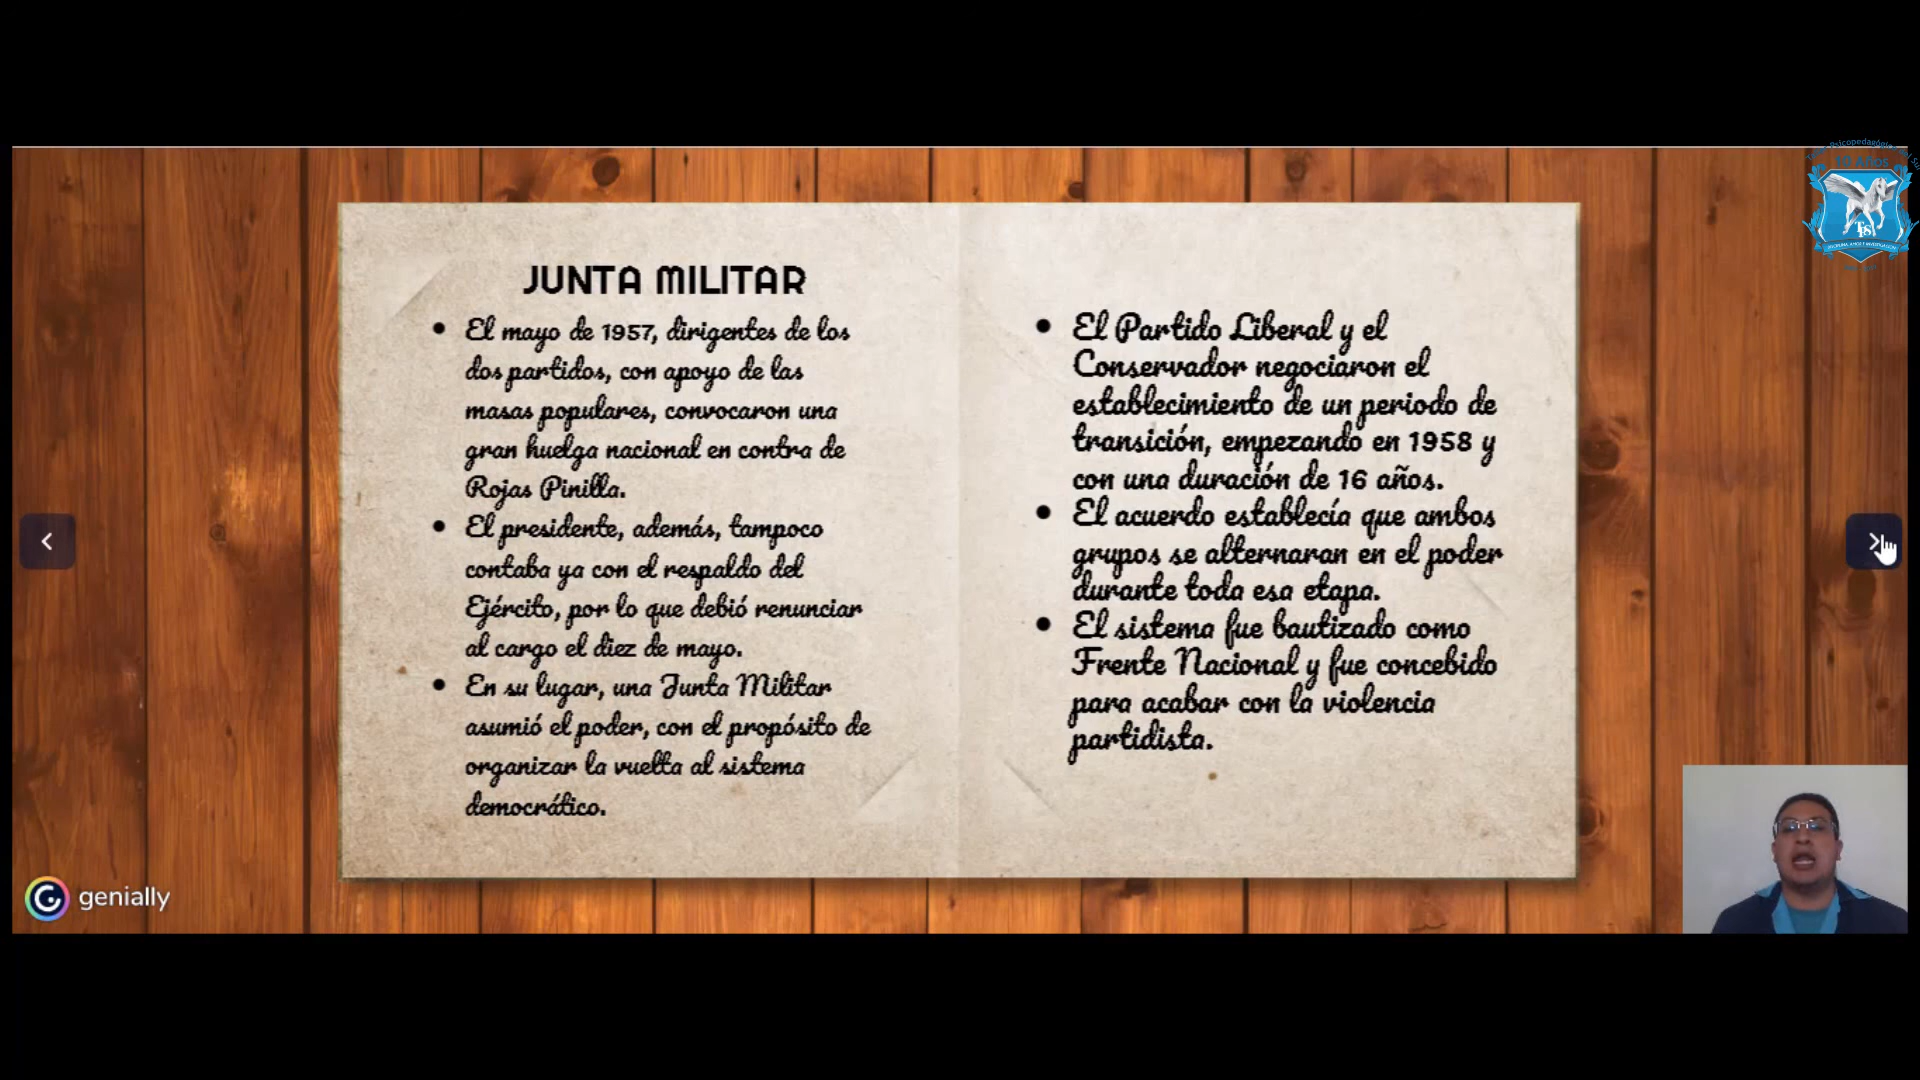 JUNTA MILITAR
• El mayo de 1957, dirigentes de los
dos partidos, con apoyo de las
masas populares, convocaron una
gran huelga nacional en contra de
Rojas Pinilla.
• El presidente, además, tampoco
contaba ya con el respaldo del
Ejército, por lo que debió renunciar
al cargo el diez de mayo.
• En su lugar, una Junta Militar
asumió el poder, con el propósito de
organizar la vuelta al sistema
democrático.
• El Partido Liberal y el
Conservador negociaron el
establecimiento de un periodo de
transición, empezando en 1958 y
con una duración de 16 años.
• El acuerdo establecía que ambos
grupos se alternaran en el poder
durante toda esa etapa.
• El sistema fue bautizado como
Frente Nacional y fue concebido
para acabar con la violencia
partidista.
genially
Psicopedagógico del
10 Años